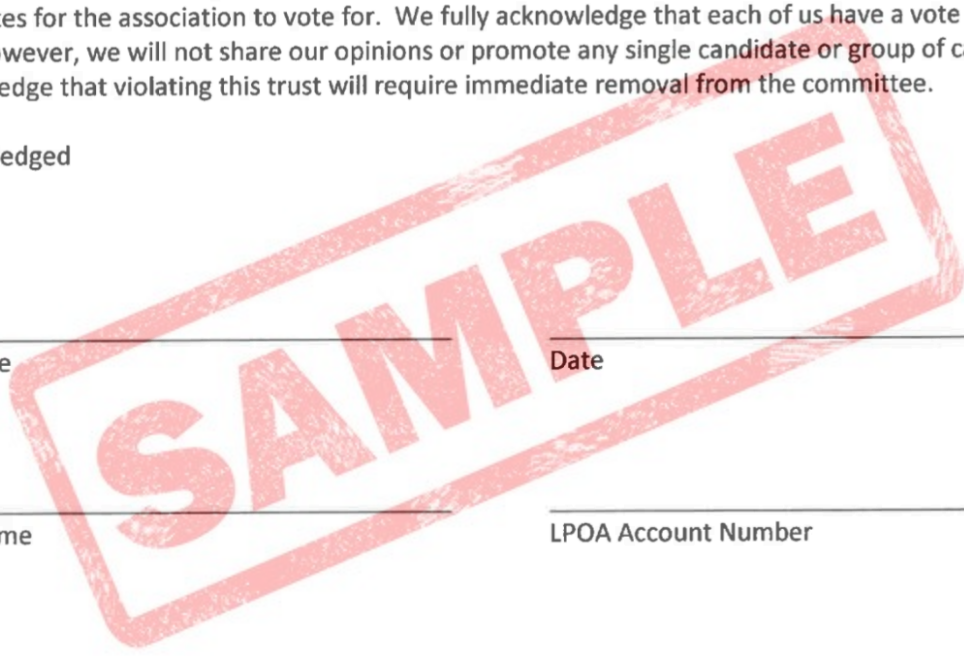 tes for the association to vote for. We fully acknowledge that each of us have a vote
wever, we will not share our opinions or promote any single candidate or group of c
edge that violating this trust will require immediate removal from the committee.
edged
e
Date
me
LPOA Account Number
SAMPLE